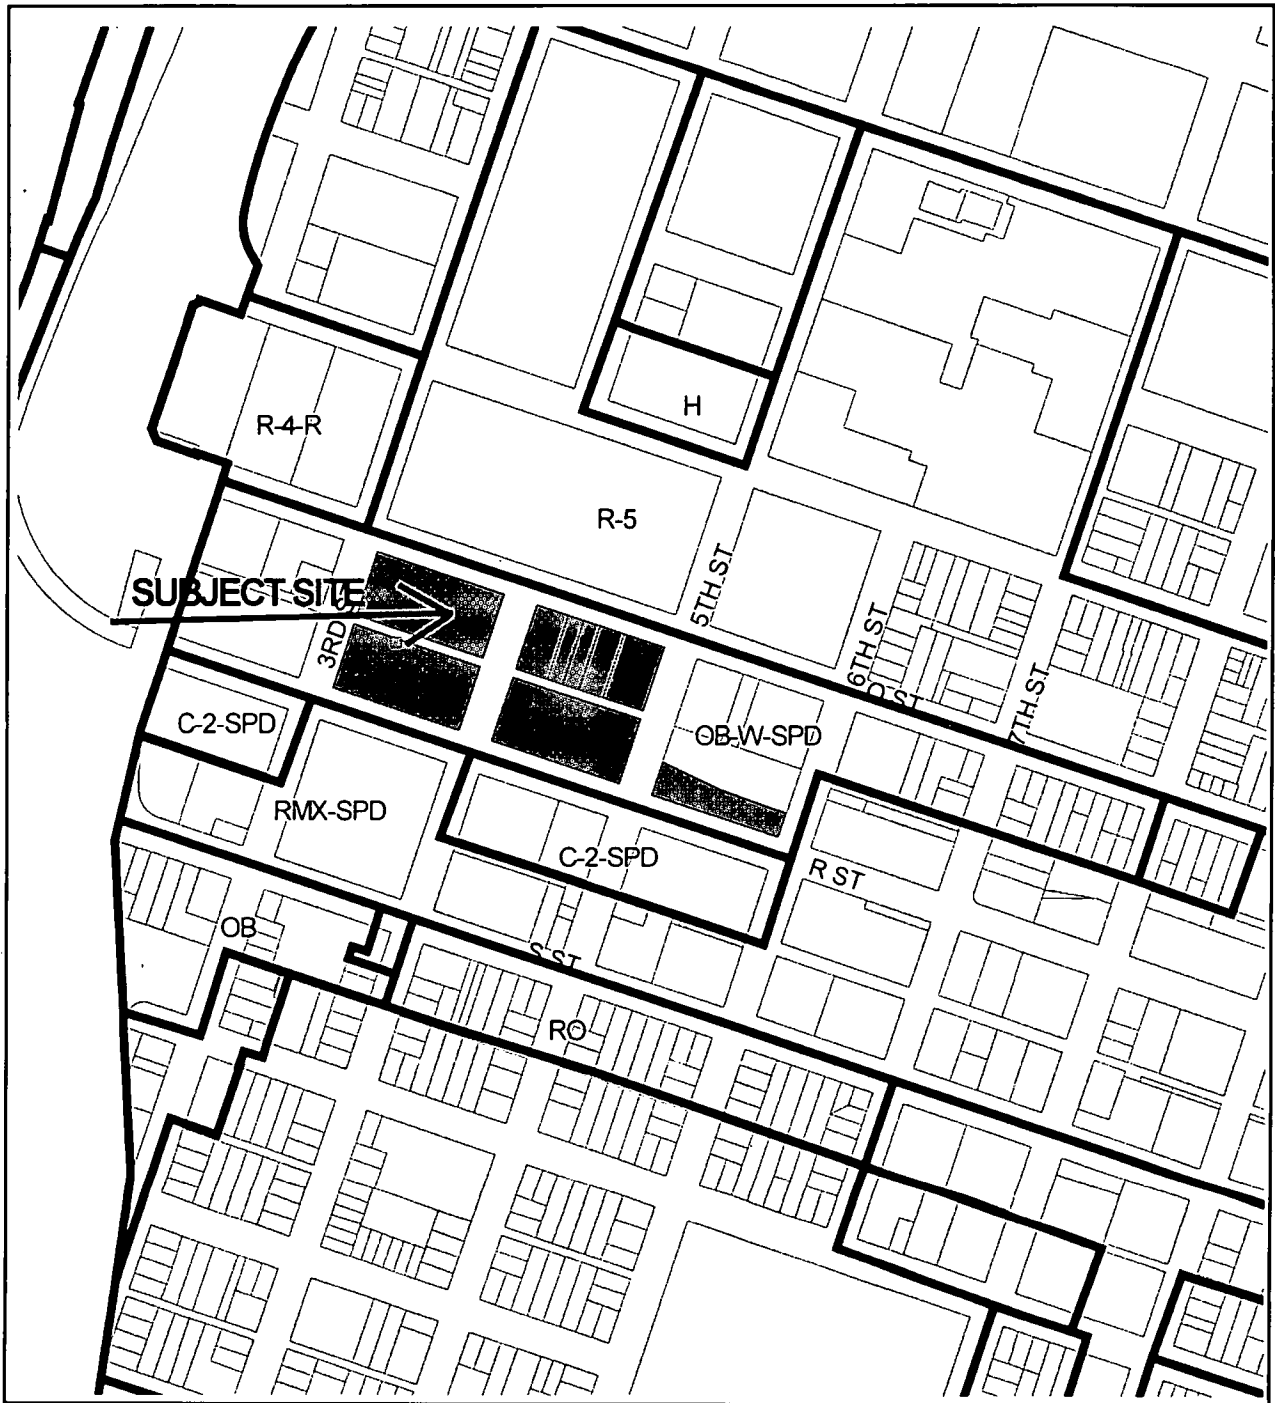 H
R-4-R
R-5
5TH ST
SUBJECT SITE
3RD S
6TH ST
Q ST
7TH ST
C-2-SPD
OB-W-SPD
RMX-SPD
C-2-SPD
R ST
OB
S ST
RO